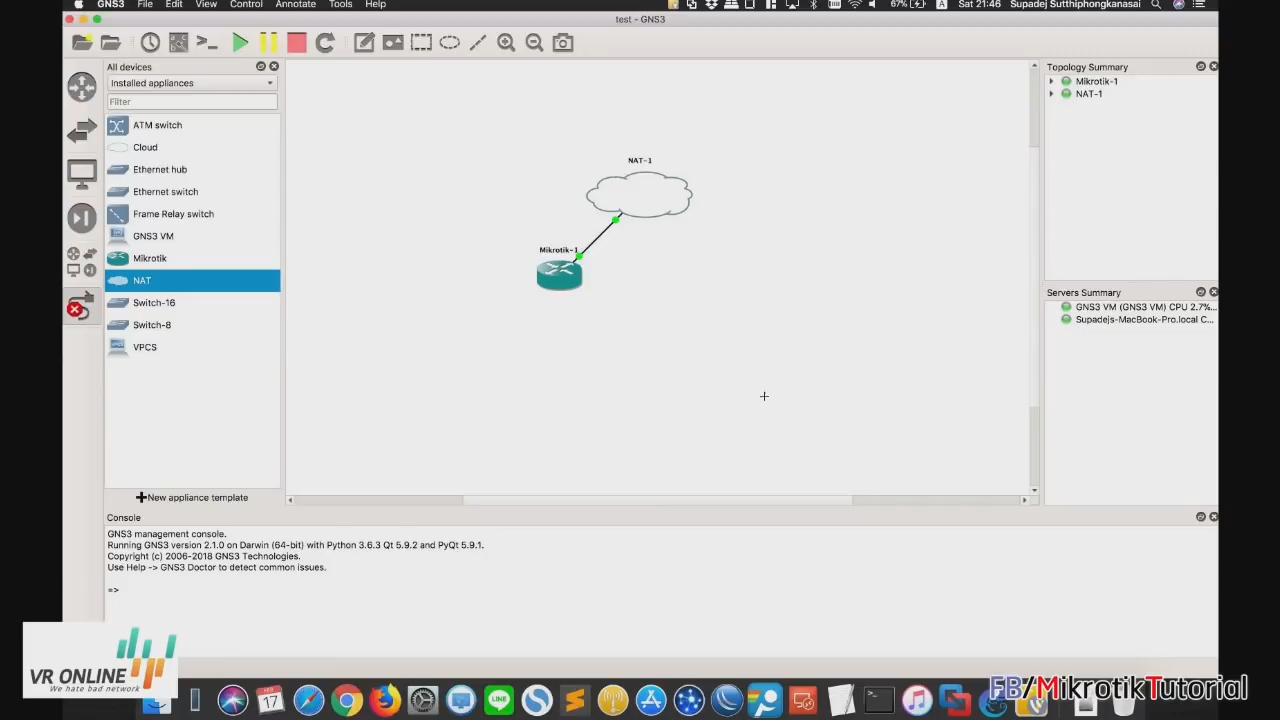 GNS3 File Edit View Control Annotate Tools Help
67% A Sat 21:46 Supadej Sutthiphongkanasai
test - GNS3
All devices
Installed appliances
Filter
ATM switch
Cloud
Ethernet hub
Ethernet switch
Frame Relay switch
GNS3 VM
Mikrotik
NAT
Switch-16
Switch-8
VPCS
New appliance template
NAT-1
Mikrotik-1
Topology Summary
Mikrotik-1
NAT-1
Servers Summary
GNS3 VM (GNS3 VM) CPU 2.7%...
Supadejs-MacBook-Pro.local C...
Console
GNS3 management console.
Running GNS3 version 2.1.0 on Darwin (64-bit) with Python 3.6.3 Qt 5.9.2 and PyQt 5.9.1.
Copyright (c) 2006-2018 GNS3 Technologies.
Use Help -> GNS3 Doctor to detect common issues.
=>
VR ONLINE
We hate bad network
FEB
17
LINE
FB/MikrotikTutorial